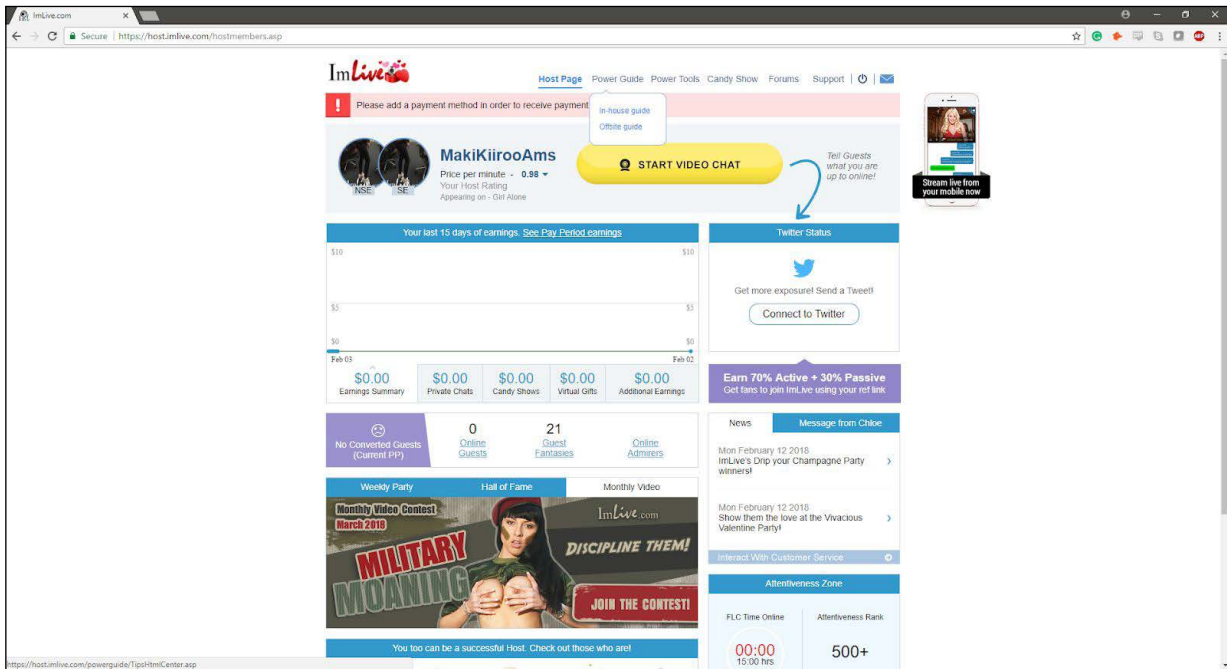 ImLive.com
Secure | https://host.imlive.com/hostmembers.asp
ImLive
Host Page Power Guide Power Tools Candy Show Forums Support
Please add a payment method in order to receive payment
In-house guide
Offsite guide
MakiKiirooAms
Price per minute - 0.98
Your Host Rating
Appearing on - Girl Alone
NSE SE
START VIDEO CHAT
Tell Guests
what you are
up to online!
Stream live from
your mobile now
Your last 15 days of earnings. See Pay Period earnings
$10 $10
$5 $5
$0 $0
Feb 03 Feb 02
$0.00 $0.00 $0.00 $0.00 $0.00
Earnings Summary Private Chats Candy Shows Virtual Gifts Additional Earnings
Twitter Status
Get more exposure! Send a Tweet!
Connect to Twitter
Earn 70% Active + 30% Passive
Get fans to join ImLive using your ref link
No Converted Guests
(Current PP)
0 21
Online Guests
Guest Fantasies
Online Admirers
News Message from Chloe
Mon February 12 2018
ImLive's Drip your Champagne Party
winners!
Mon February 12 2018
Show them the love at the Vivacious
Valentine Party!
Interact With Customer Service
Weekly Party Hall of Fame Monthly Video
Monthly Video Contest
March 2018
MILITARY
MOANING
ImLive.com
DISCIPLINE THEM!
JOIN THE CONTEST!
Attentiveness Zone
FLC Time Online Attentiveness Rank
00:00
15:00 hrs
500+
You too can be a successful Host. Check out those who are!
https://host.imlive.com/powerguide/TipsHtmlCenter.asp